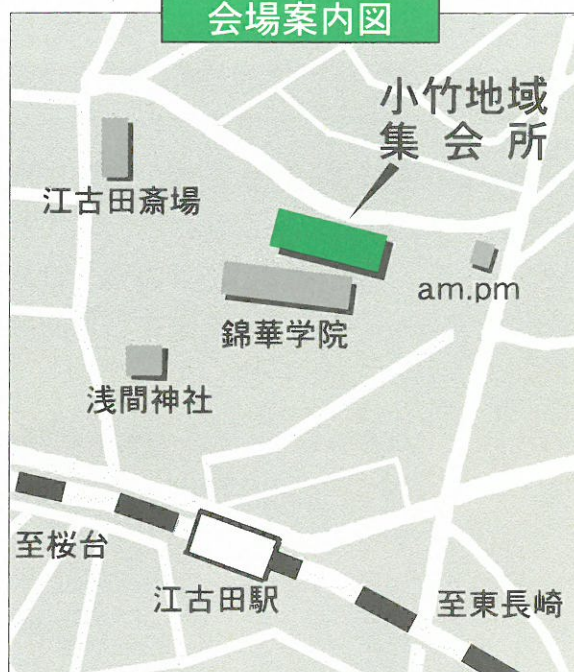 会場案内図
小竹地域
集会所
江古田斎場
am.pm
錦華学院
浅間神社
至桜台
江古田駅
至東長崎